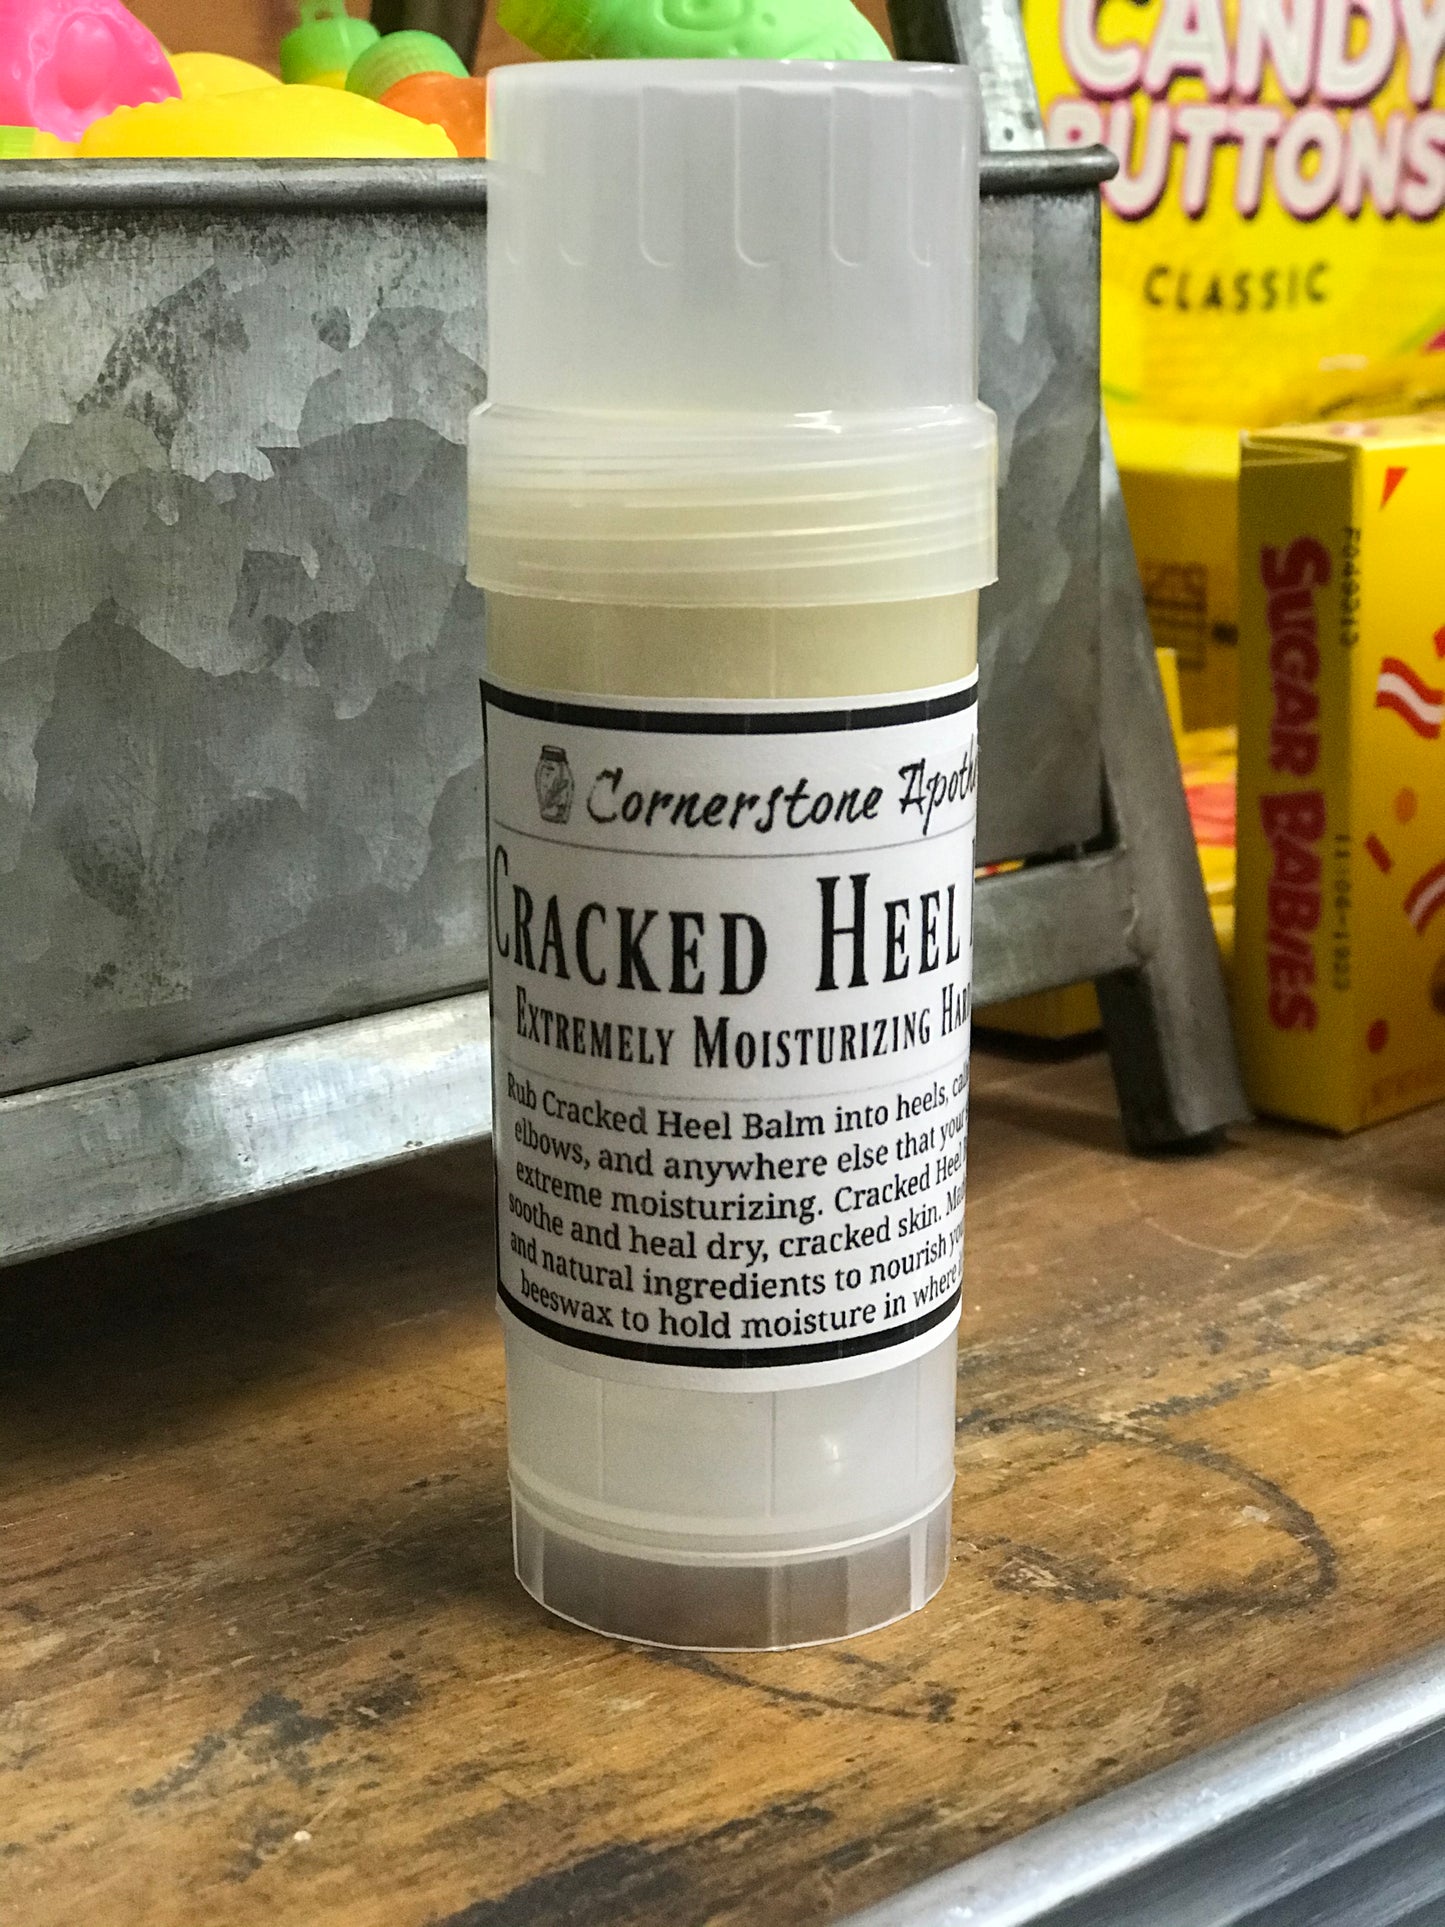 CANDY
BUTTONS
CLASSIC
Cornerstone
CRACKED HEEL
EXTREMELY MOISTURIZING
Rub Cracked Heel Balm into heels,
elbows, and anywhere else that your
extreme moisturizing. Cracked Heel
soothe and heal dry, cracked skin.
and natural ingredients to nourish
beeswax to hold moisture in where
SUGAR BABIES